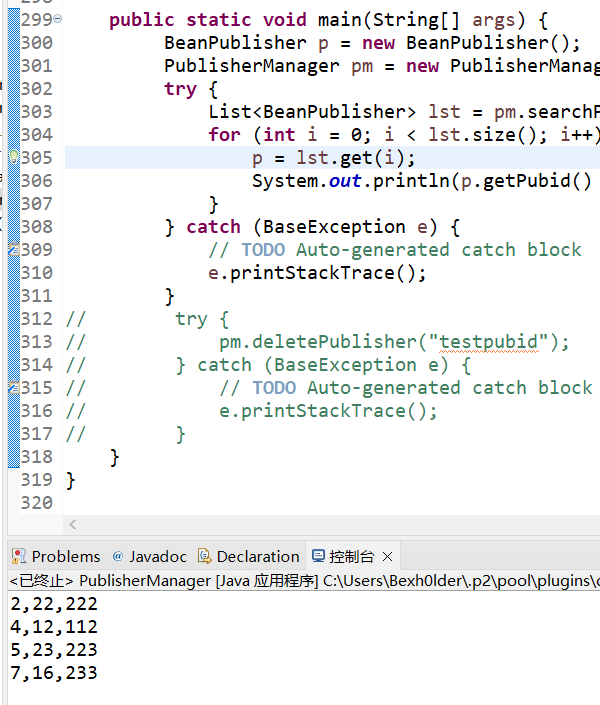 299 public static void main(String[] args) {
300 BeanPublisher p = new BeanPublisher();
301 PublisherManager pm = new PublisherManag
302 try {
303 List<BeanPublisher> lst = pm.searchP
304 for (int i = 0; i < lst.size(); i++)
305 p = lst.get(i);
306 System.out.println(p.getPubid()
307 }
308 } catch (BaseException e) {
309 // TODO Auto-generated catch block
310 e.printStackTrace();
311 }
312 // try {
313 // pm.deletePublisher("testpubid");
314 // } catch (BaseException e) {
315 // // TODO Auto-generated catch block
316 // e.printStackTrace();
317 // }
318 }
319 }
320
Problems @ Javadoc Declaration 控制台
<已终止> PublisherManager [Java 应用程序] C:\Users\Bexh0lder\.p2\pool\plugins\
2,22,222
4,12,112
5,23,223
7,16,233